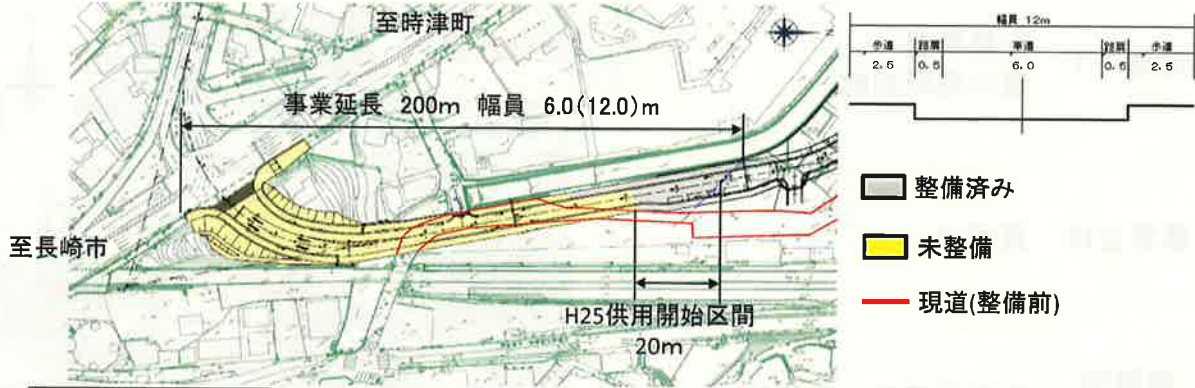 至時津町
事業延長 200m 幅員 6.0(12.0)m
至長崎市
H25供用開始区間
20m
幅員 12m
歩道 路肩 車道 路肩 歩道
2.5 0.5 6.0 0.5 2.5
整備済み
未整備
現道(整備前)